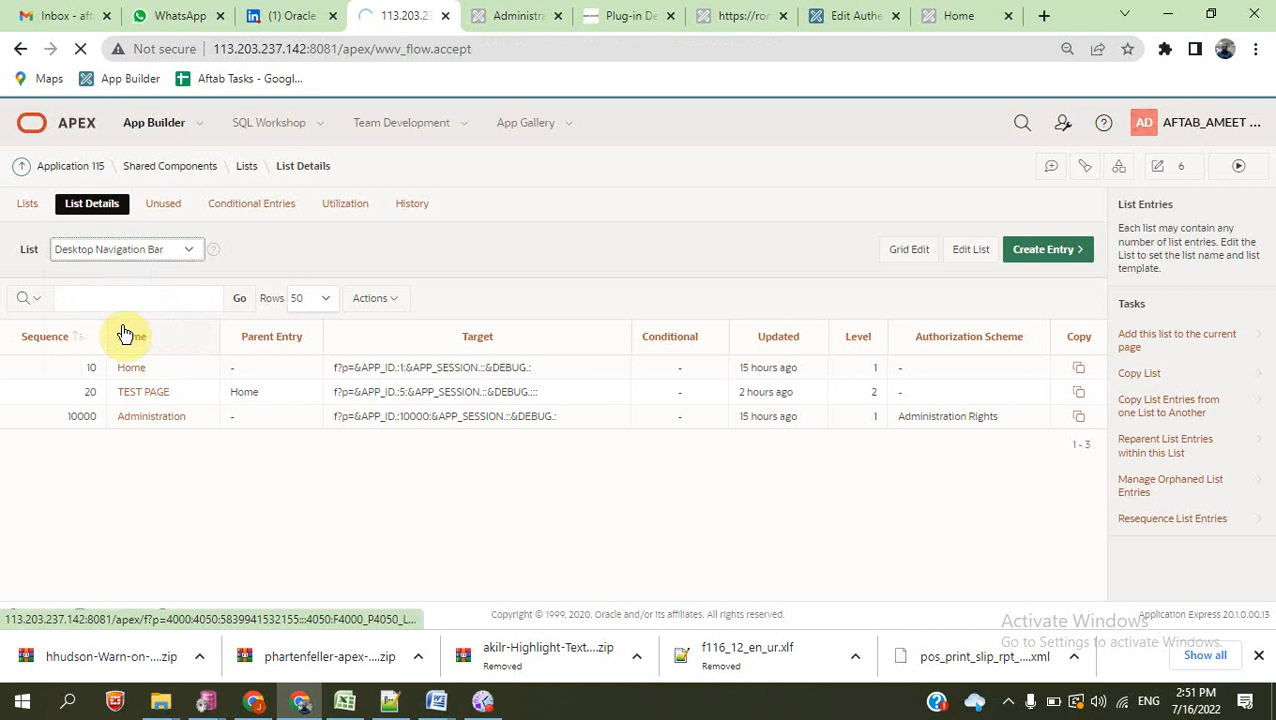 Inbox - aftab
WhatsApp
(1) Oracle
113.203.23
Administra
Plug-in De
https://ror
Edit Authe
Home
Not secure 113.203.237.142:8081/apex/wwv_flow.accept
Maps App Builder Aftab Tasks - Googl...
APEX App Builder SQL Workshop Team Development App Gallery AD AFTAB_AMEET ...
Application 115 \ Shared Components \ Lists \ List Details 6
Lists List Details Unused Conditional Entries Utilization History
List Desktop Navigation Bar Grid Edit Edit List Create Entry >
Go Rows 50 Actions
Sequence Parent Entry Target Conditional Updated Level Authorization Scheme Copy
10 Home - f?p=&APP_ID.:1:&APP_SESSION.::&DEBUG.: - 15 hours ago 1 -
20 TEST PAGE Home f?p=&APP_ID.:5:&APP_SESSION.::&DEBUG.::: - 2 hours ago 2 -
10000 Administration - f?p=&APP_ID.:10000:&APP_SESSION.::&DEBUG.: - 15 hours ago 1 Administration Rights
1 - 3
List Entries
Each list may contain any
number of list entries. Edit the
List to set the list name and list
template.
Tasks
Add this list to the current
page
Copy List
Copy List Entries from
one List to Another
Reparent List Entries
within this List
Manage Orphaned List
Entries
Resequence List Entries
113.203.237.142:8081/apex/f?p=4000:4050:5839941532155:::4050:F4000_P4050_L...
Copyright © 1999, 2020, Oracle and/or its affiliates. All rights reserved.
Application Express 20.1.0.00.13
Activate Windows
Go to Settings to activate Windows.
hhudson-Warn-on-....zip
phartenfeller-apex-....zip
akilr-Highlight-Text....zip
Removed
f116_12_en_ur.xlf
Removed
pos_print_slip_rpt_....xml
Show all
ENG
2:51 PM
7/16/2022